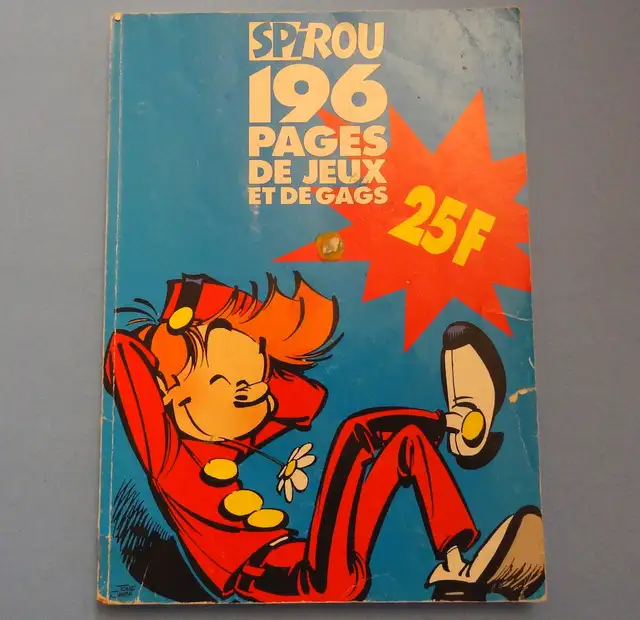 SPiROU
196
PAGES
DE JEUX
ET DE GAGS
25F